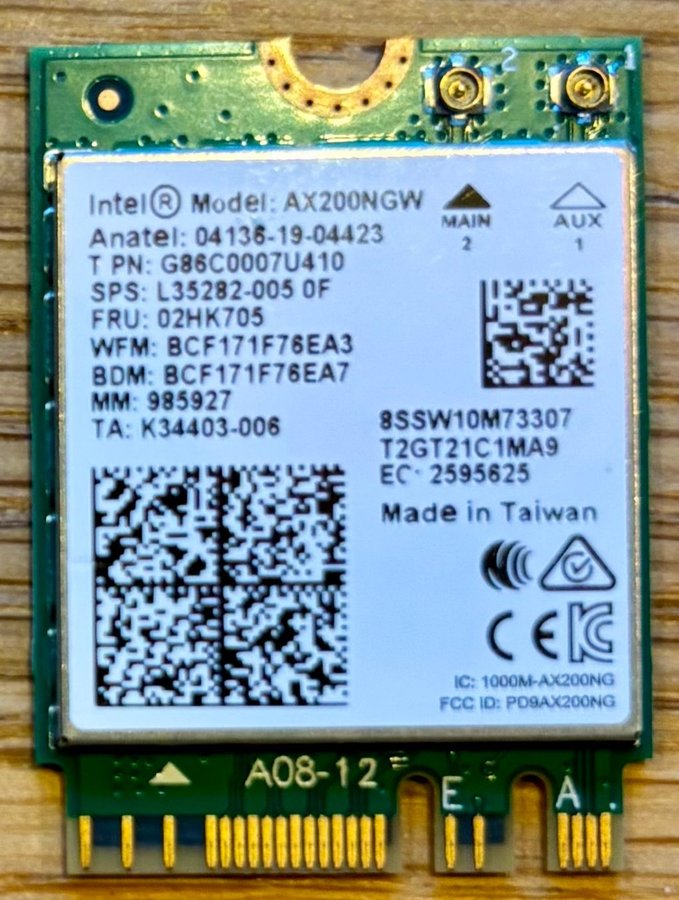 2 1
Intel® Model: AX200NGW
MAIN AUX
2 1
Anatel: 04136-19-04423
T PN: G86C0007U410
SPS: L35282-005 0F
FRU: 02HK705
WFM: BCF171F76EA3
BDM: BCF171F76EA7
MM: 985927
TA: K34403-006
8SSW10M73307
T2GT21C1MA9
EC: 2595625
Made in Taiwan
CE
IC: 1000M-AX200NG
FCC ID: PD9AX200NG
A08-12
E A